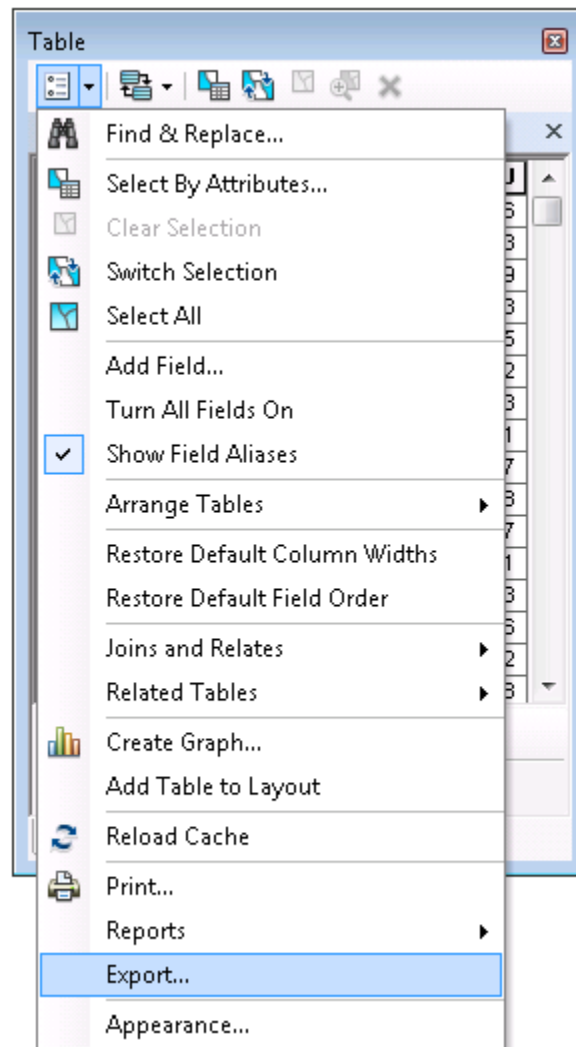 Table
Find & Replace...
Select By Attributes...
Clear Selection
Switch Selection
Select All
Add Field...
Turn All Fields On
Show Field Aliases
Arrange Tables
Restore Default Column Widths
Restore Default Field Order
Joins and Relates
Related Tables
Create Graph...
Add Table to Layout
Reload Cache
Print...
Reports
Export...
Appearance...